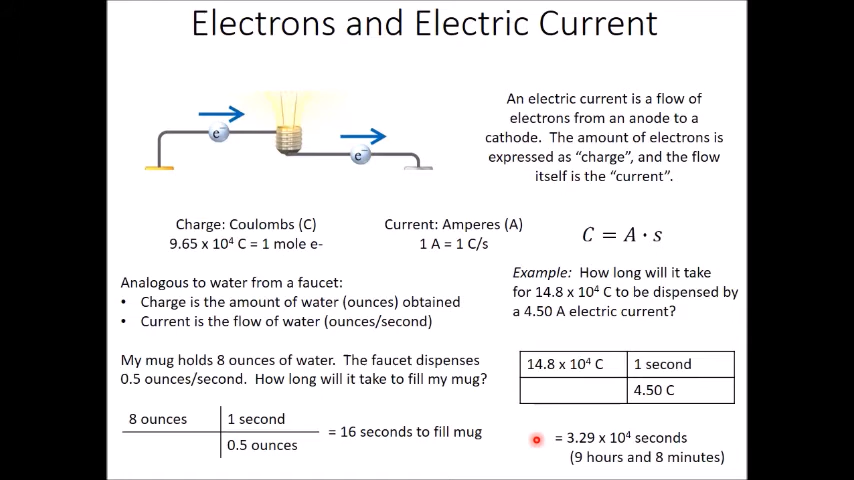 Electrons and Electric Current
e⁻
e⁻
An electric current is a flow of
electrons from an anode to a
cathode. The amount of electrons is
expressed as “charge”, and the flow
itself is the “current”.
Charge: Coulombs (C)
9.65 x 10⁴ C = 1 mole e-
Current: Amperes (A)
1 A = 1 C/s
C = A · s
Analogous to water from a faucet:
• Charge is the amount of water (ounces) obtained
• Current is the flow of water (ounces/second)
My mug holds 8 ounces of water. The faucet dispenses
0.5 ounces/second. How long will it take to fill my mug?
8 ounces 1 second
0.5 ounces
= 16 seconds to fill mug
Example: How long will it take
for 14.8 x 10⁴ C to be dispensed by
a 4.50 A electric current?
14.8 x 10⁴ C 1 second
4.50 C
= 3.29 x 10⁴ seconds
(9 hours and 8 minutes)